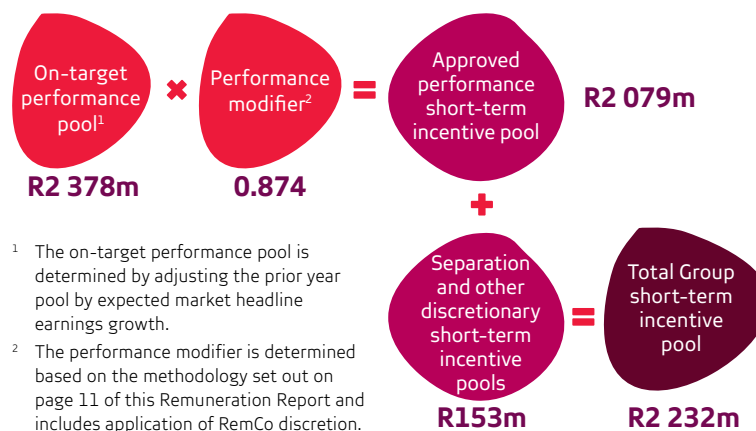 On-target
performance
pool¹
×
Performance
modifier²
=
Approved
performance
short-term
incentive pool
R2 079m
R2 378m
0.874
+
¹ The on-target performance pool is
determined by adjusting the prior year
pool by expected market headline
earnings growth.
² The performance modifier is determined
based on the methodology set out on
page 11 of this Remuneration Report and
includes application of RemCo discretion.
Separation
and other
discretionary
short-term
incentive
pools
=
Total Group
short-term
incentive
pool
R153m
R2 232m